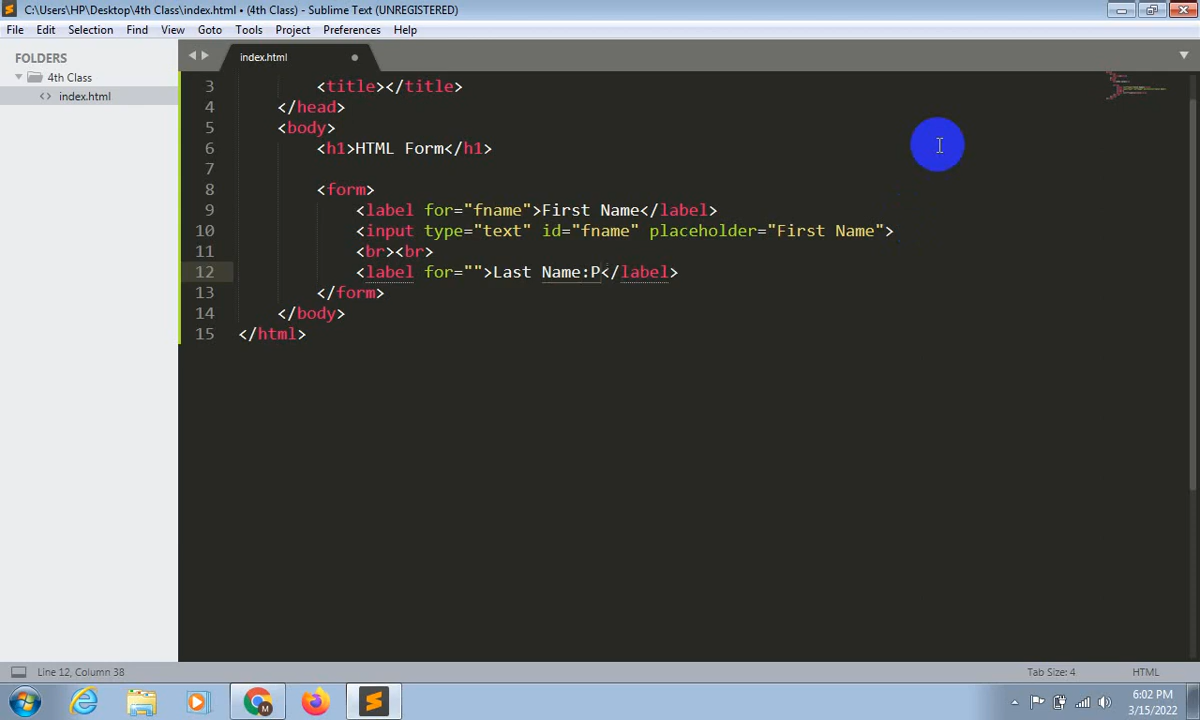 C:\Users\HP\Desktop\4th Class\index.html • (4th Class) - Sublime Text (UNREGISTERED)
File Edit Selection Find View Goto Tools Project Preferences Help
FOLDERS
4th Class
<> index.html
index.html
3 <title></title>
4 </head>
5 <body>
6 <h1>HTML Form</h1>
7
8 <form>
9 <label for="fname">First Name</label>
10 <input type="text" id="fname" placeholder="First Name">
11 <br><br>
12 <label for="">Last Name:P</label>
13 </form>
14 </body>
15 </html>
Line 12, Column 38
Tab Size: 4 HTML
6:02 PM
3/15/2022